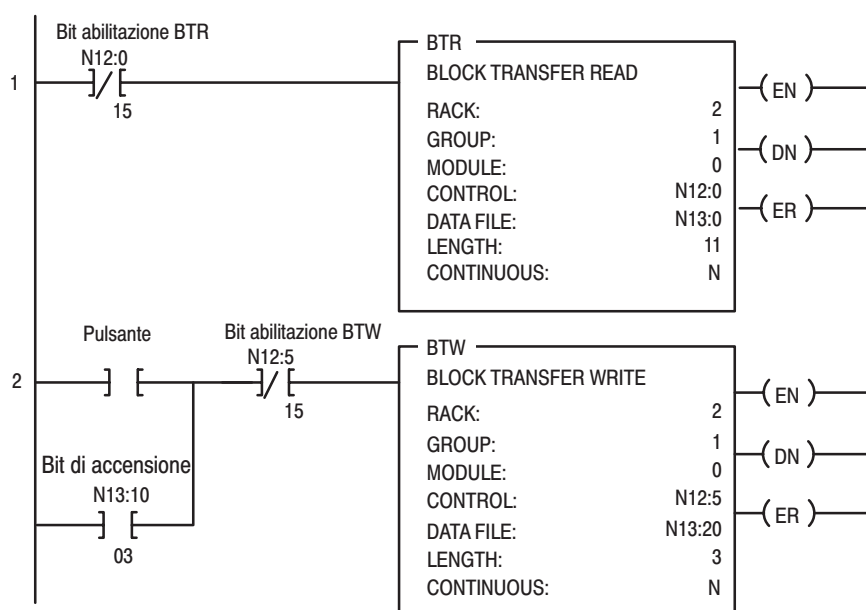 Bit abilitazione BTR
N12:0
15
1
BTR
BLOCK TRANSFER READ
RACK: 2
GROUP: 1
MODULE: 0
CONTROL: N12:0
DATA FILE: N13:0
LENGTH: 11
CONTINUOUS: N
EN
DN
ER
Pulsante
Bit abilitazione BTW
N12:5
15
2
Bit di accensione
N13:10
03
BTW
BLOCK TRANSFER WRITE
RACK: 2
GROUP: 1
MODULE: 0
CONTROL: N12:5
DATA FILE: N13:20
LENGTH: 3
CONTINUOUS: N
EN
DN
ER